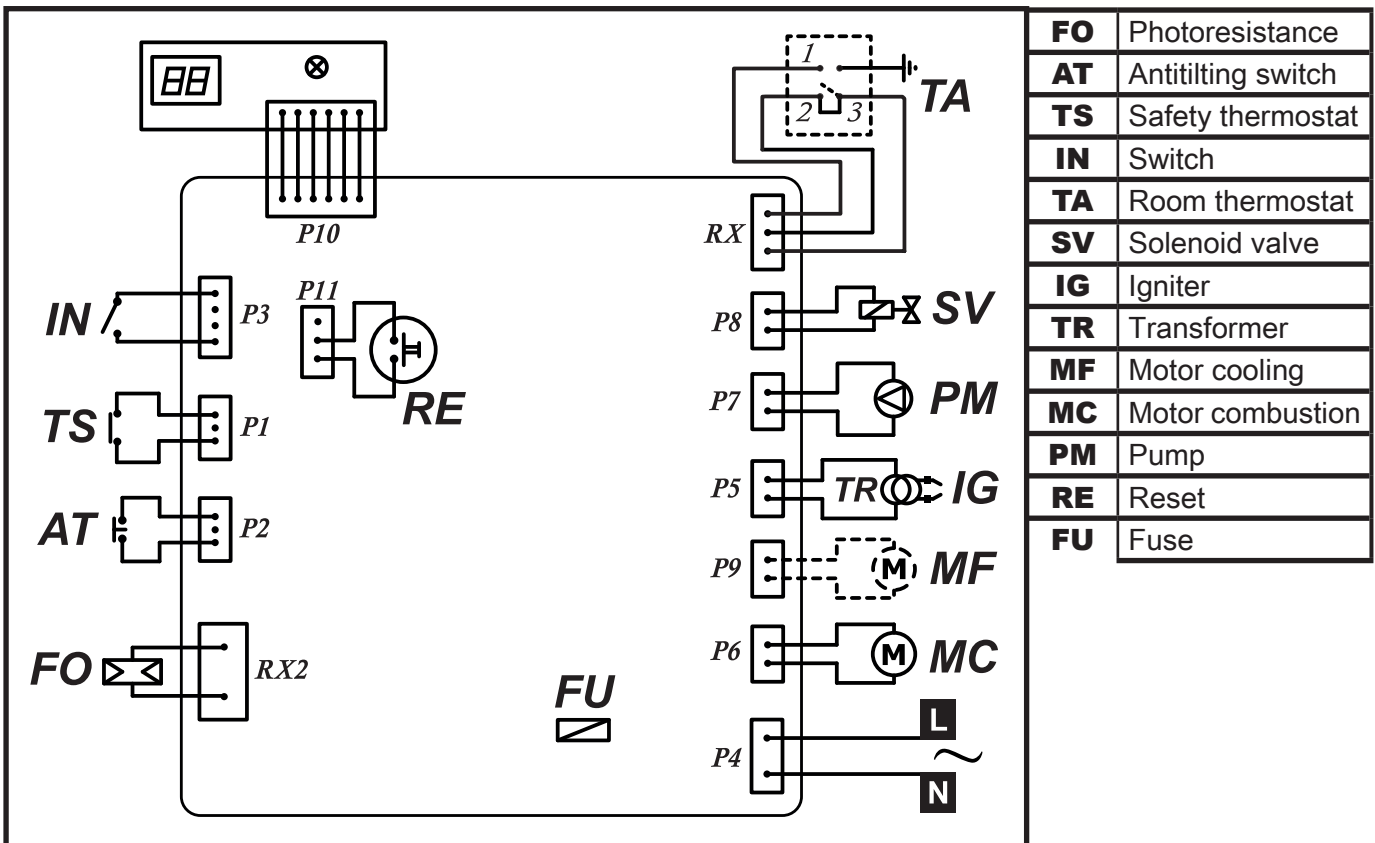 88
1
2 3
TA
P10
RX
IN
P3
P11
RE
P8
SV
TS
P1
P7
PM
AT
P2
P5
TR
IG
P9
M
MF
FO
RX2
P6
M
MC
FU
P4
L
N
FO Photoresistance
AT Antitilting switch
TS Safety thermostat
IN Switch
TA Room thermostat
SV Solenoid valve
IG Igniter
TR Transformer
MF Motor cooling
MC Motor combustion
PM Pump
RE Reset
FU Fuse